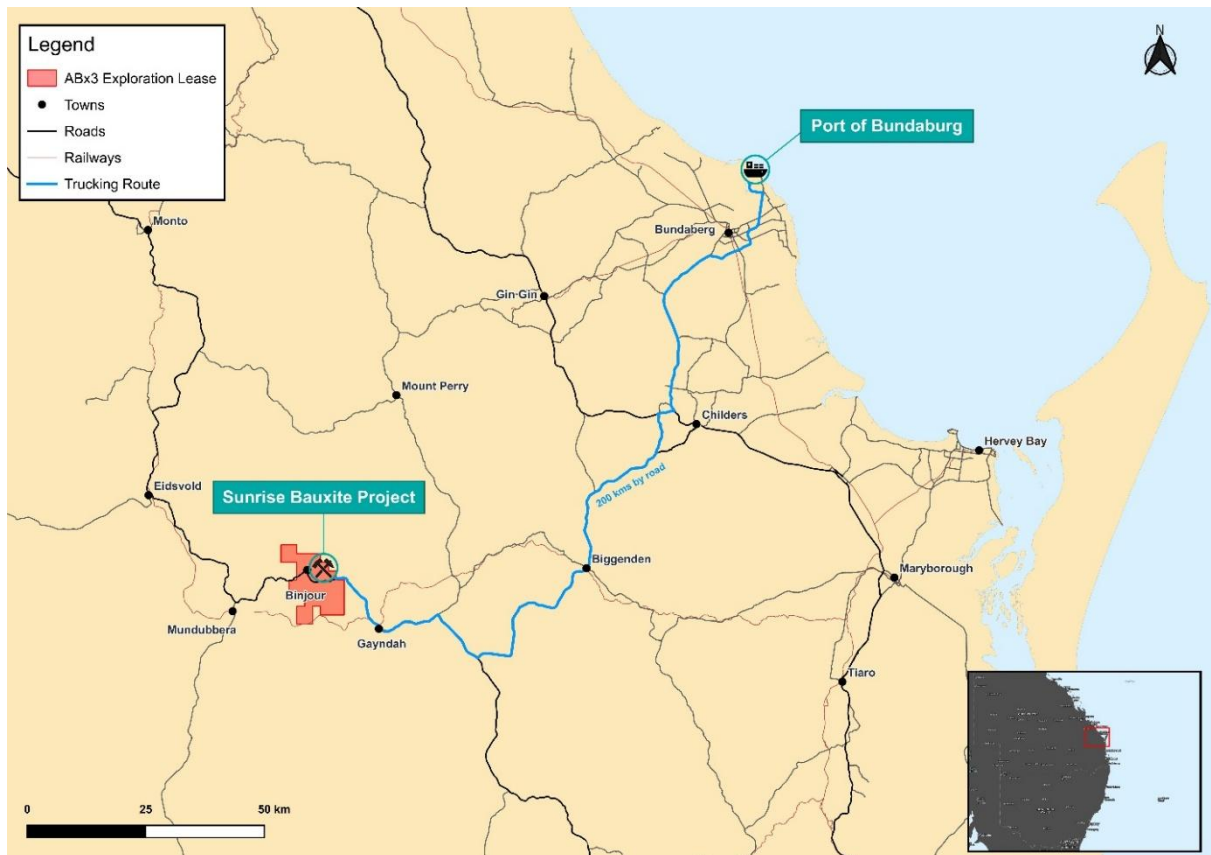 Legend
ABx3 Exploration Lease
Towns
Roads
Railways
Trucking Route
N
Port of Bundaburg
Monto
Bundaberg
Gin-Gin
Mount Perry
Childers
Hervey Bay
200 kms by road
Eidsvold
Sunrise Bauxite Project
Biggenden
Binjour
Maryborough
Mundubbera
Gayndah
Tiaro
0 25 50 km